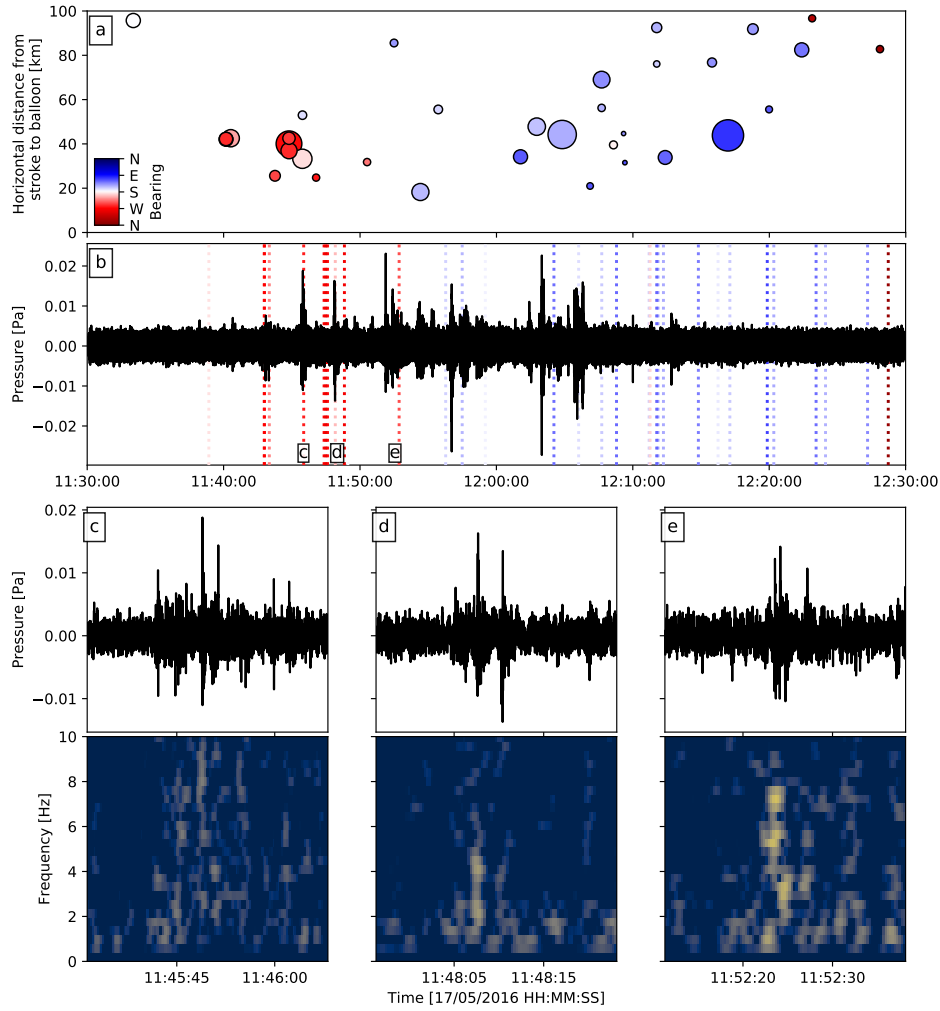 a
Horizontal distance from
stroke to balloon [km]
100
80
60
40
20
0
N
E
S
W
N
Bearing
b
Pressure [Pa]
0.02
0.01
0.00
−0.01
−0.02
c
d
e
11:30:00
11:40:00
11:50:00
12:00:00
12:10:00
12:20:00
12:30:00
c
d
e
Pressure [Pa]
0.02
0.01
0.00
−0.01
Frequency [Hz]
10
8
6
4
2
0
11:45:45
11:46:00
11:48:05
11:48:15
11:52:20
11:52:30
Time [17/05/2016 HH:MM:SS]